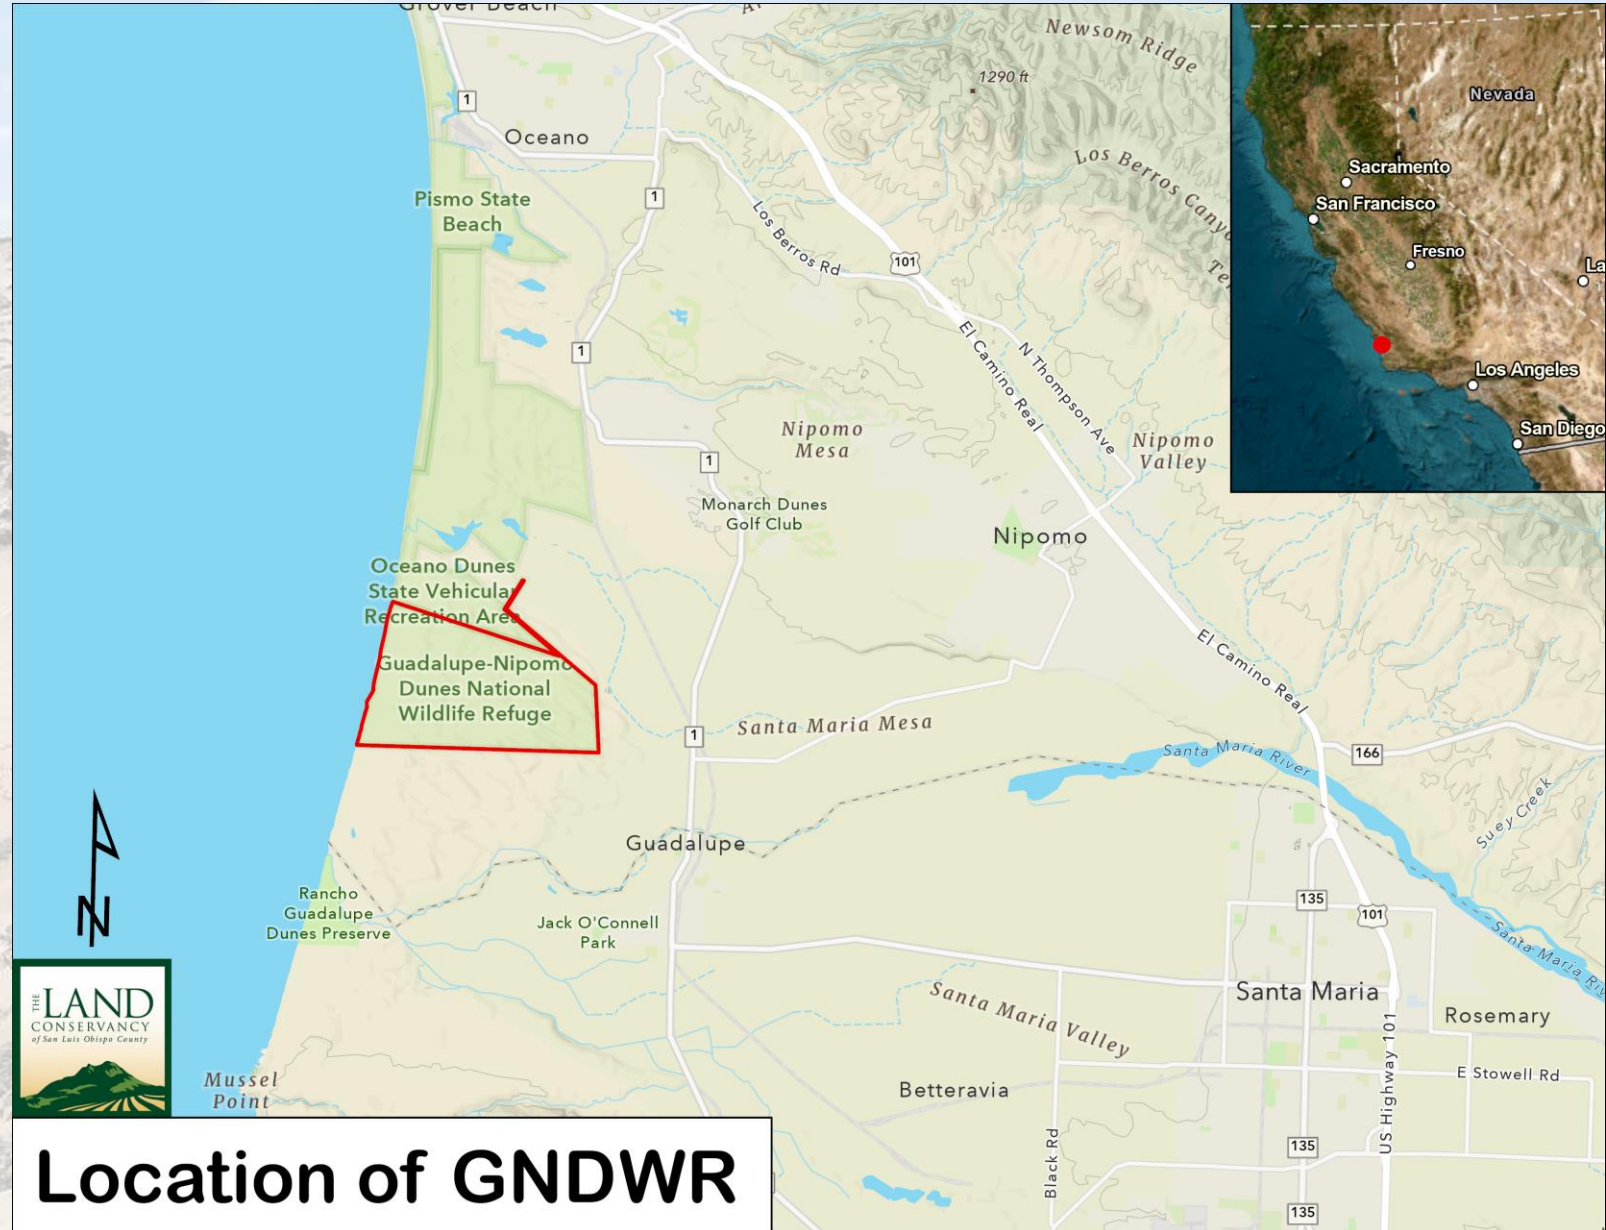 Grover Beach
Newsom Ridge
1290 ft
1
Oceano
Los Berros Canyo
Pismo State
Beach
1
Los Berros Rd
101
Te
1
El Camino Real
N Thompson Ave
Nipomo
Mesa
Nipomo
Valley
1
Monarch Dunes
Golf Club
Nipomo
Oceano Dunes
State Vehicular
Recreation Area
Guadalupe-Nipomo
Dunes National
Wildlife Refuge
El Camino Real
1
Santa Maria Mesa
Santa Maria River
166
Suey Creek
Guadalupe
Rancho
Guadalupe
Dunes Preserve
Jack O'Connell
Park
135
101
Santa Maria Riv
Santa Maria
Rosemary
Santa Maria Valley
US Highway 101
E Stowell Rd
Betteravia
Mussel
Point
Black Rd
135
135
Nevada
Sacramento
San Francisco
Fresno
La
Los Angeles
San Diego
N
THE
LAND
CONSERVANCY
of San Luis Obispo County
Location of GNDWR